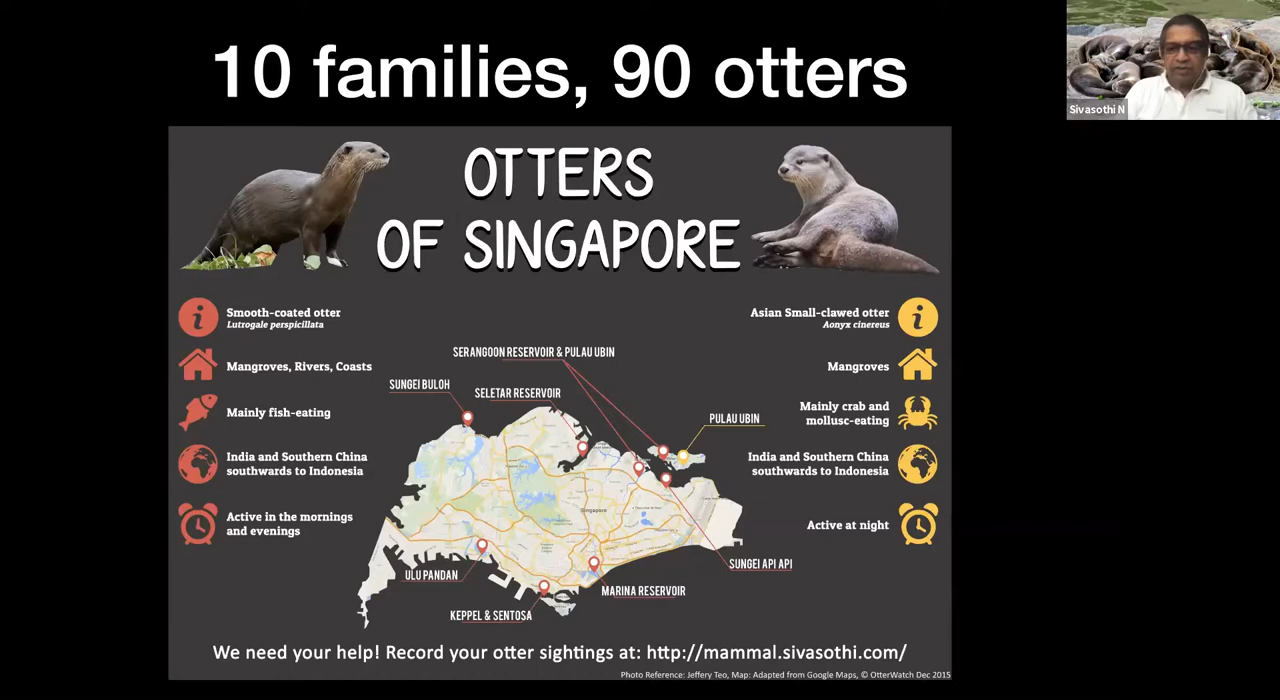 10 families, 90 otters
Sivasothi N
OTTERS
OF SINGAPORE
Smooth-coated otter
Lutrogale perspicillata
Mangroves, Rivers, Coasts
Mainly fish-eating
India and Southern China
southwards to Indonesia
Active in the mornings
and evenings
Asian Small-clawed otter
Aonyx cinereus
Mangroves
Mainly crab and
mollusc-eating
India and Southern China
southwards to Indonesia
Active at night
SERANGOON RESERVOIR & PULAU UBIN
SUNGEI BULOH
SELETAR RESERVOIR
PULAU UBIN
Singapore
SUNGEI API API
ULU PANDAN
MARINA RESERVOIR
KEPPEL & SENTOSA
We need your help! Record your otter sightings at: http://mammal.sivasothi.com/
Photo Reference: Jeffery Teo, Map: Adapted from Google Maps, © OtterWatch Dec 2015